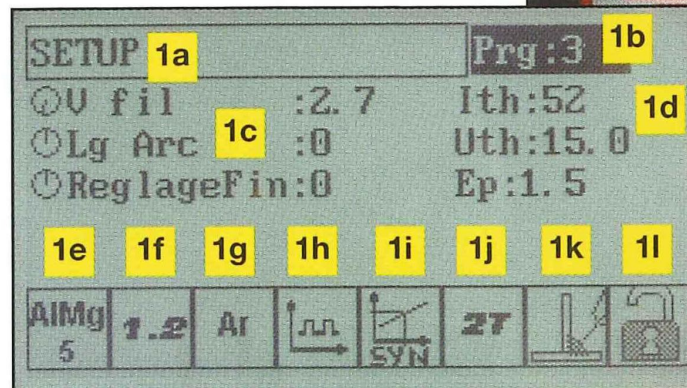 SETUP 1a Prg:3 1b
V fil :2.7 Ith:52 1d
Lg Arc 1c :0 Uth:15.0
ReglageFin:0 Ep:1.5
1e 1f 1g 1h 1i 1j 1k 1l
AlMg 5 1.2 Ar SYN 2T